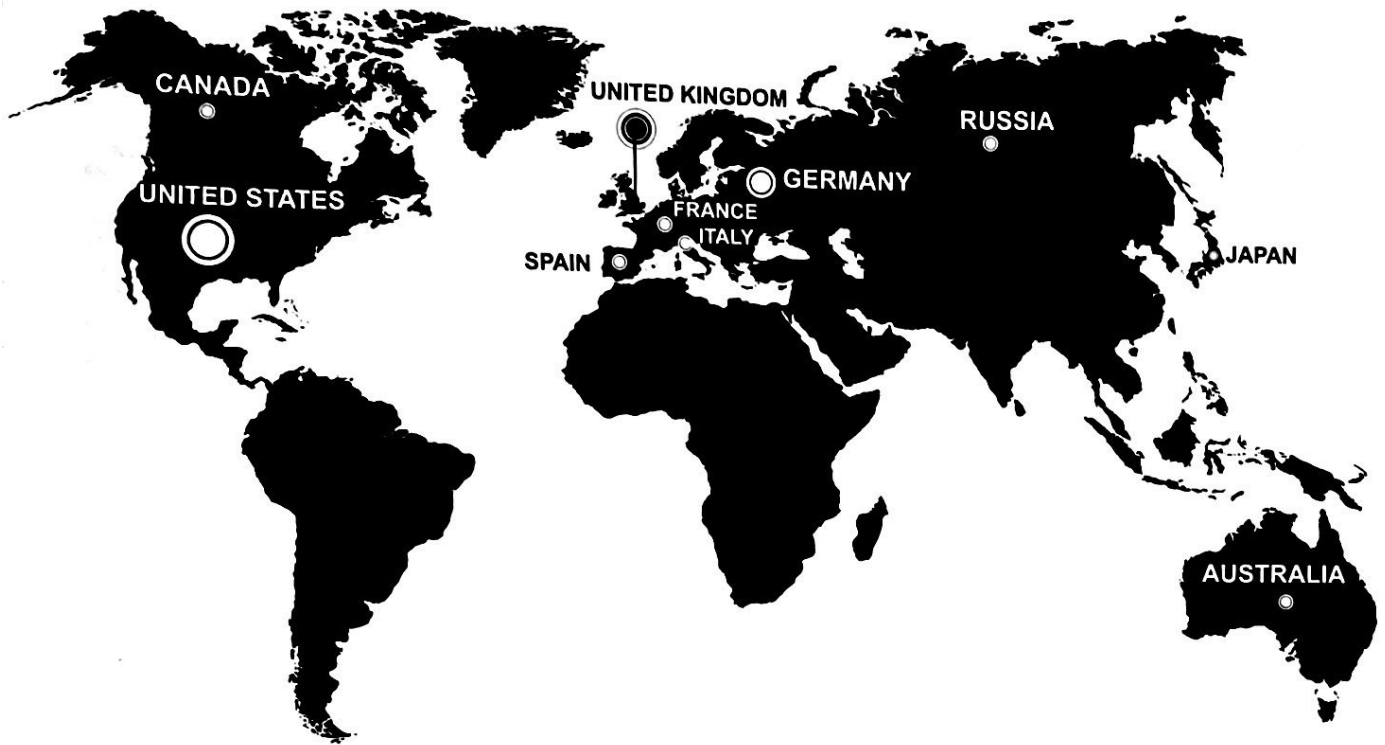 CANADA
UNITED KINGDOM
RUSSIA
UNITED STATES
GERMANY
FRANCE
ITALY
SPAIN
JAPAN
AUSTRALIA